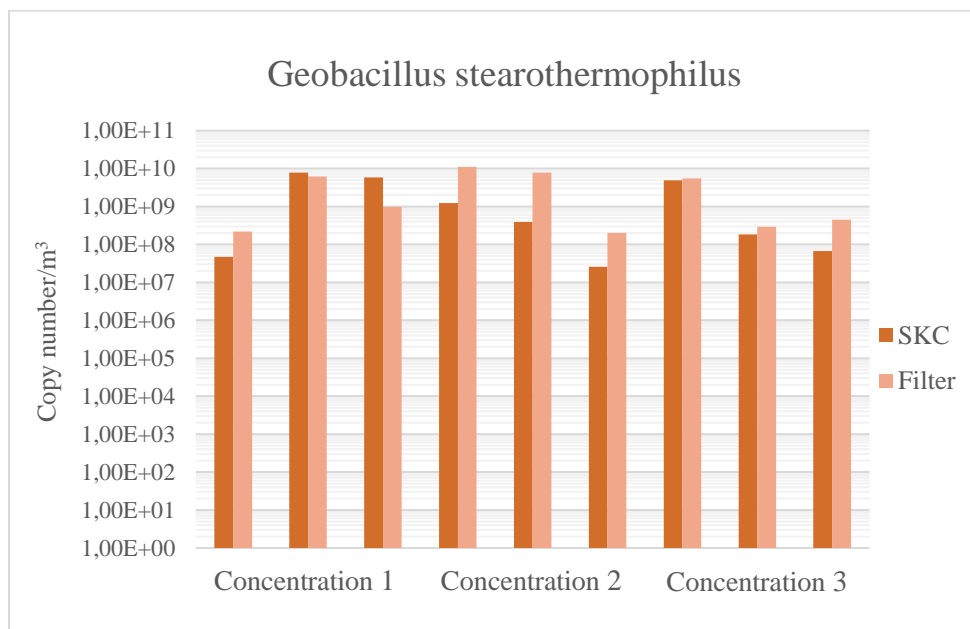 Geobacillus stearothermophilus
1,00E+11
1,00E+10
1,00E+09
1,00E+08
1,00E+07
1,00E+06
1,00E+05
1,00E+04
1,00E+03
1,00E+02
1,00E+01
1,00E+00
Copy number/m³
Concentration 1
Concentration 2
Concentration 3
SKC
Filter